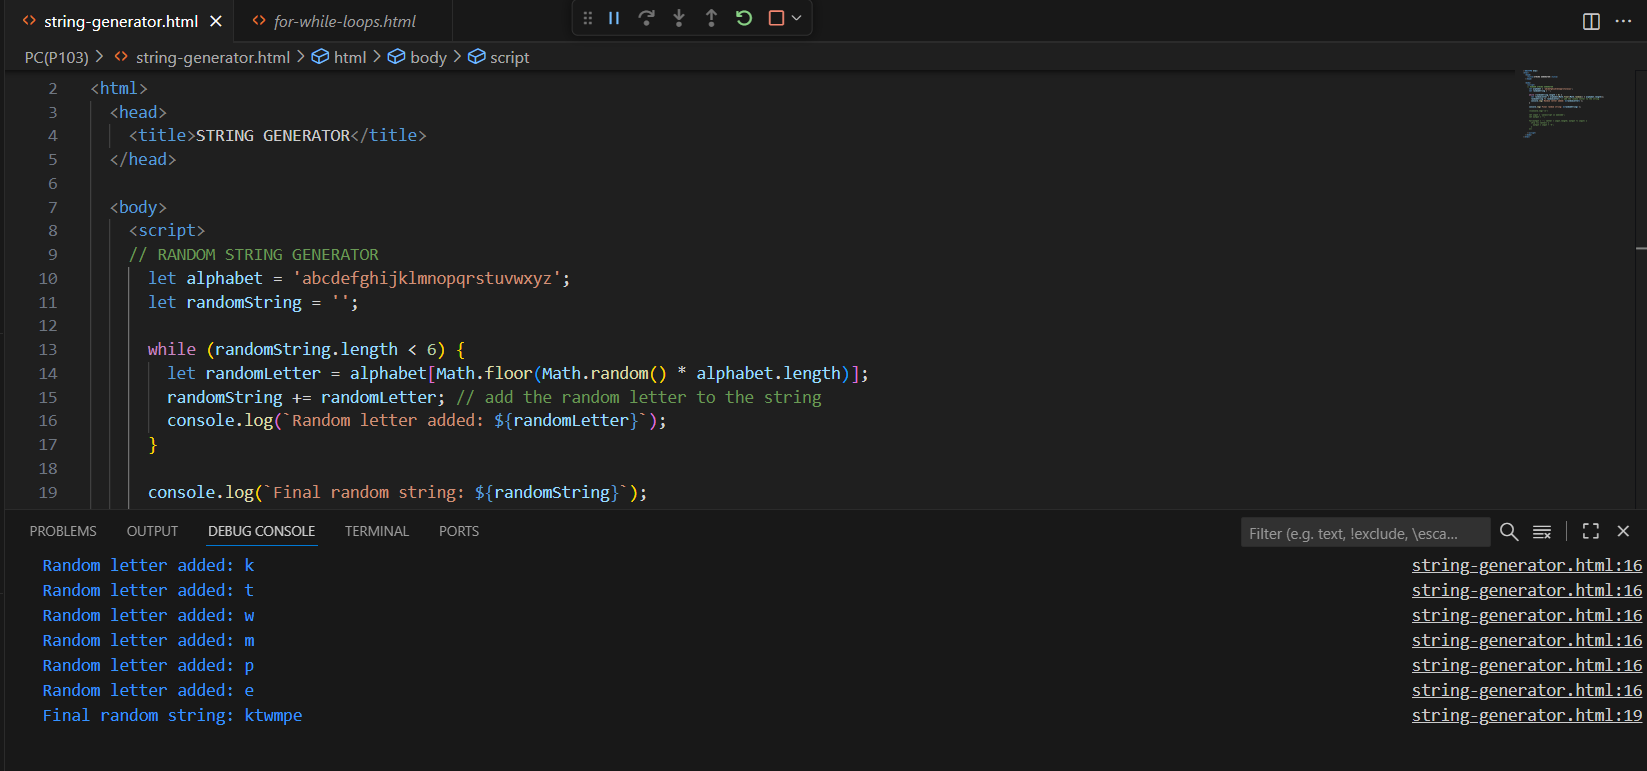 string-generator.html
for-while-loops.html
PC(P103) > string-generator.html > html > body > script
2 <html>
3 <head>
4 <title>STRING GENERATOR</title>
5 </head>
6
7 <body>
8 <script>
9 // RANDOM STRING GENERATOR
10 let alphabet = 'abcdefghijklmnopqrstuvwxyz';
11 let randomString = '';
12
13 while (randomString.length < 6) {
14 let randomLetter = alphabet[Math.floor(Math.random() * alphabet.length)];
15 randomString += randomLetter; // add the random letter to the string
16 console.log(`Random letter added: ${randomLetter}`);
17 }
18
19 console.log(`Final random string: ${randomString}`);
PROBLEMS OUTPUT DEBUG CONSOLE TERMINAL PORTS Filter (e.g. text, !exclude, \esca...
Random letter added: k string-generator.html:16
Random letter added: t string-generator.html:16
Random letter added: w string-generator.html:16
Random letter added: m string-generator.html:16
Random letter added: p string-generator.html:16
Random letter added: e string-generator.html:16
Final random string: ktwmpe string-generator.html:19